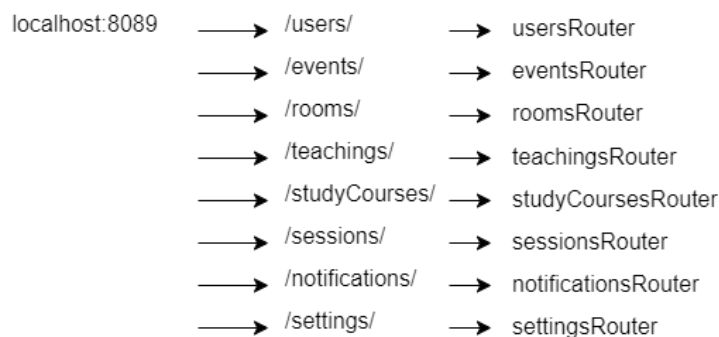 localhost:8089 /users/ usersRouter
/events/ eventsRouter
/rooms/ roomsRouter
/teachings/ teachingsRouter
/studyCourses/ studyCoursesRouter
/sessions/ sessionsRouter
/notifications/ notificationsRouter
/settings/ settingsRouter